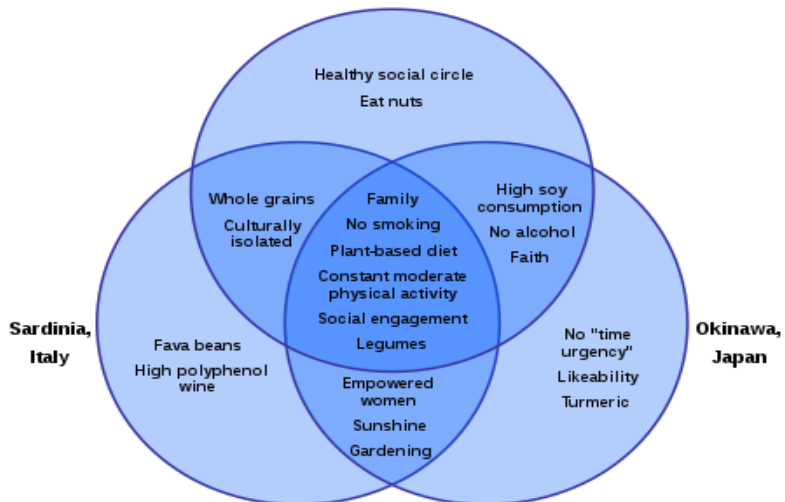 Healthy social circle
Eat nuts
Whole grains
Culturally
isolated
Family
No smoking
Plant-based diet
Constant moderate
physical activity
Social engagement
Legumes
High soy
consumption
No alcohol
Faith
Sardinia,
Italy
Fava beans
High polyphenol
wine
Empowered
women
Sunshine
Gardening
No "time
urgency"
Likeability
Turmeric
Okinawa,
Japan